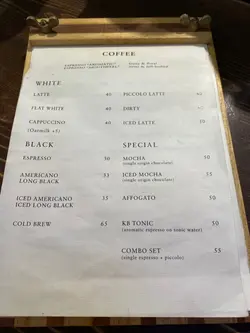 COFFEE
WHITE
LATTE 40
FLAT WHITE 40
CAPPUCCINO 40
(Oatmilk +5)
PICCOLO LATTE 40
DIRTY
ICED LATTE 50
BLACK
ESPRESSO 30
AMERICANO 35
LONG BLACK
ICED AMERICANO 35
ICED LONG BLACK
COLD BREW 65
SPECIAL
MOCHA 50
(single origin chocolate)
ICED MOCHA 55
(single origin chocolate)
AFFOGATO 50
KB TONIC 50
(aromatic espresso on tonic water)
COMBO SET 55
(single espresso + piccolo)